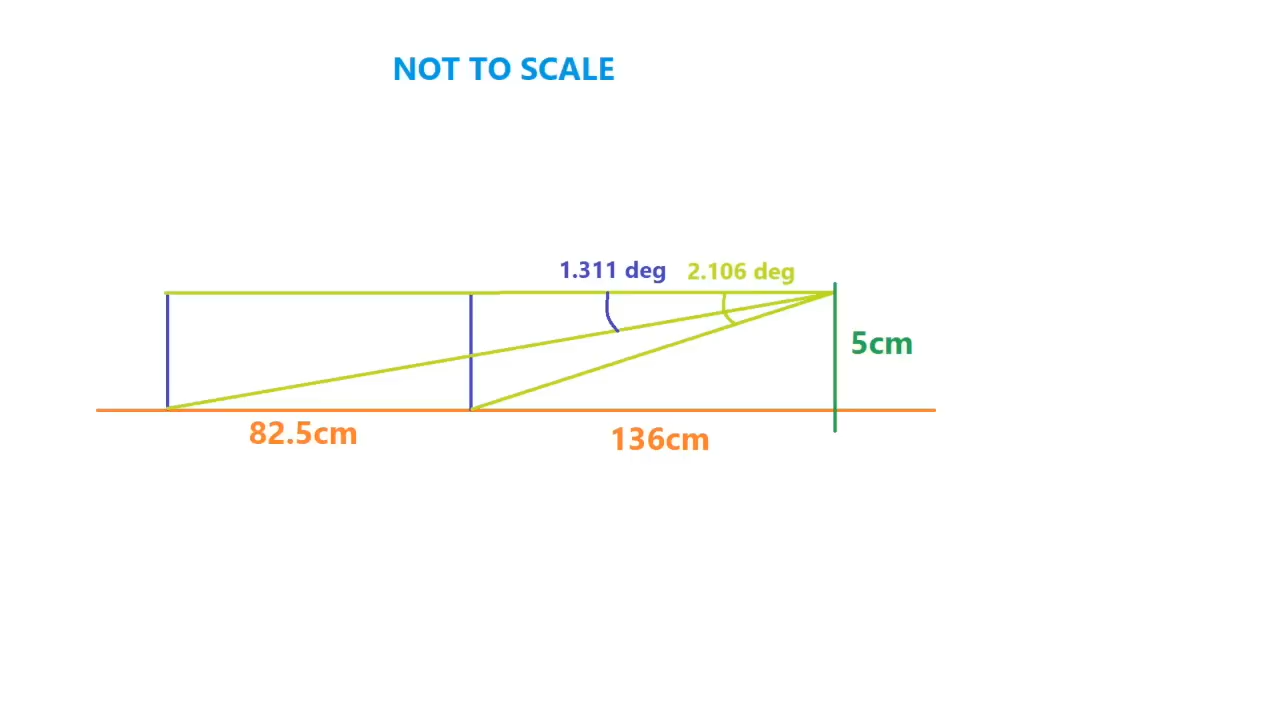 NOT TO SCALE
1.311 deg 2.106 deg
5cm
82.5cm
136cm